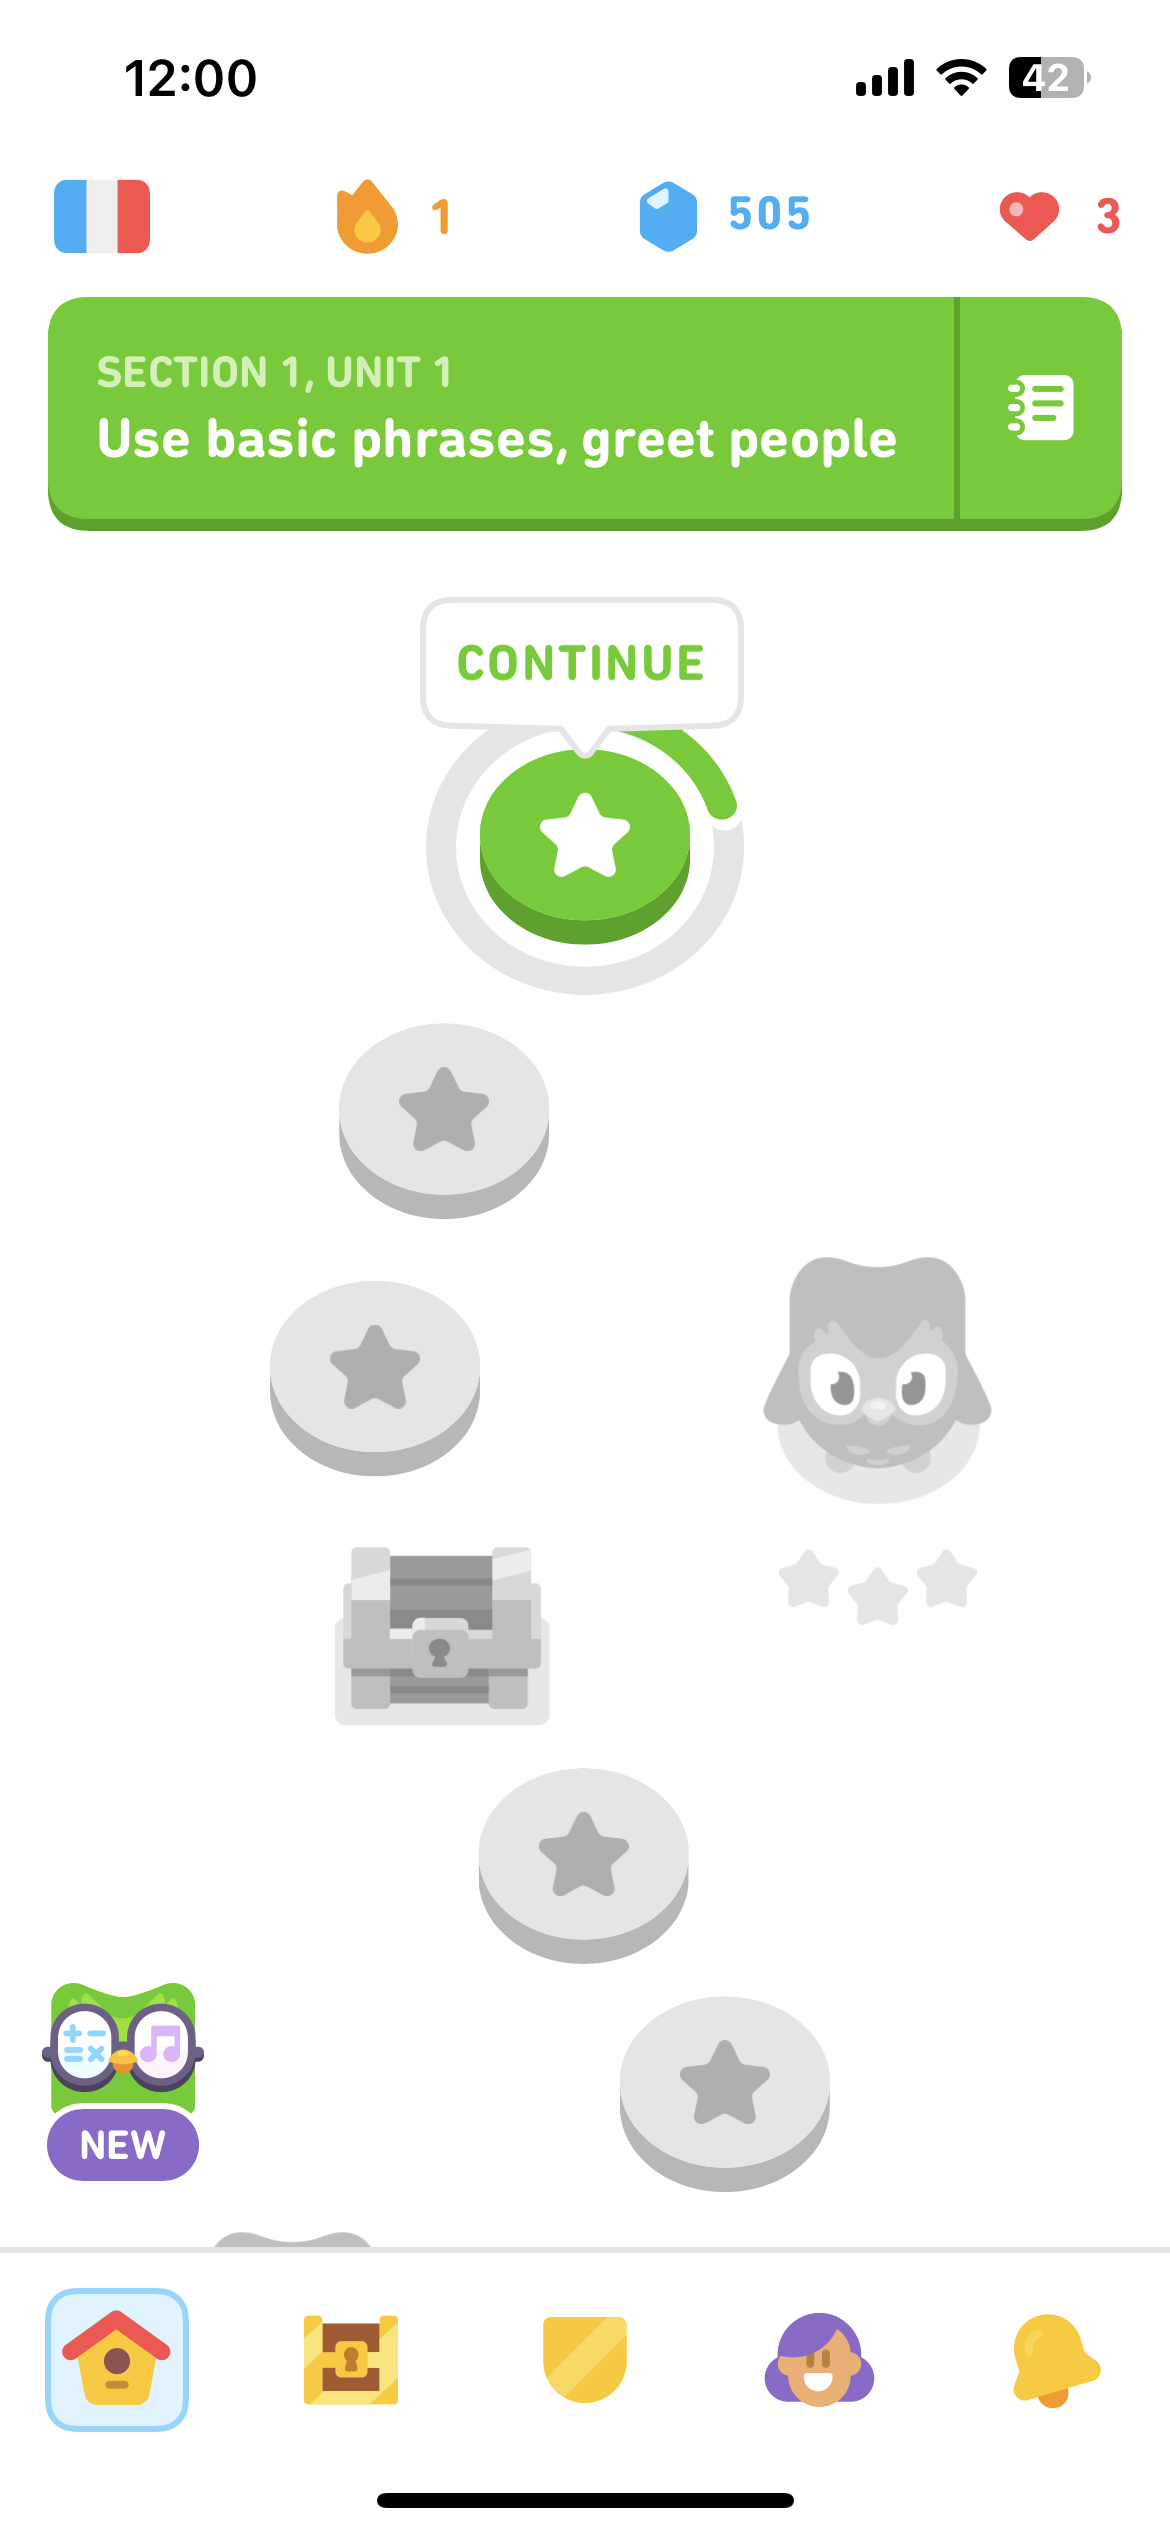 12:00
42
1
505
3
SECTION 1, UNIT 1
Use basic phrases, greet people
CONTINUE
NEW